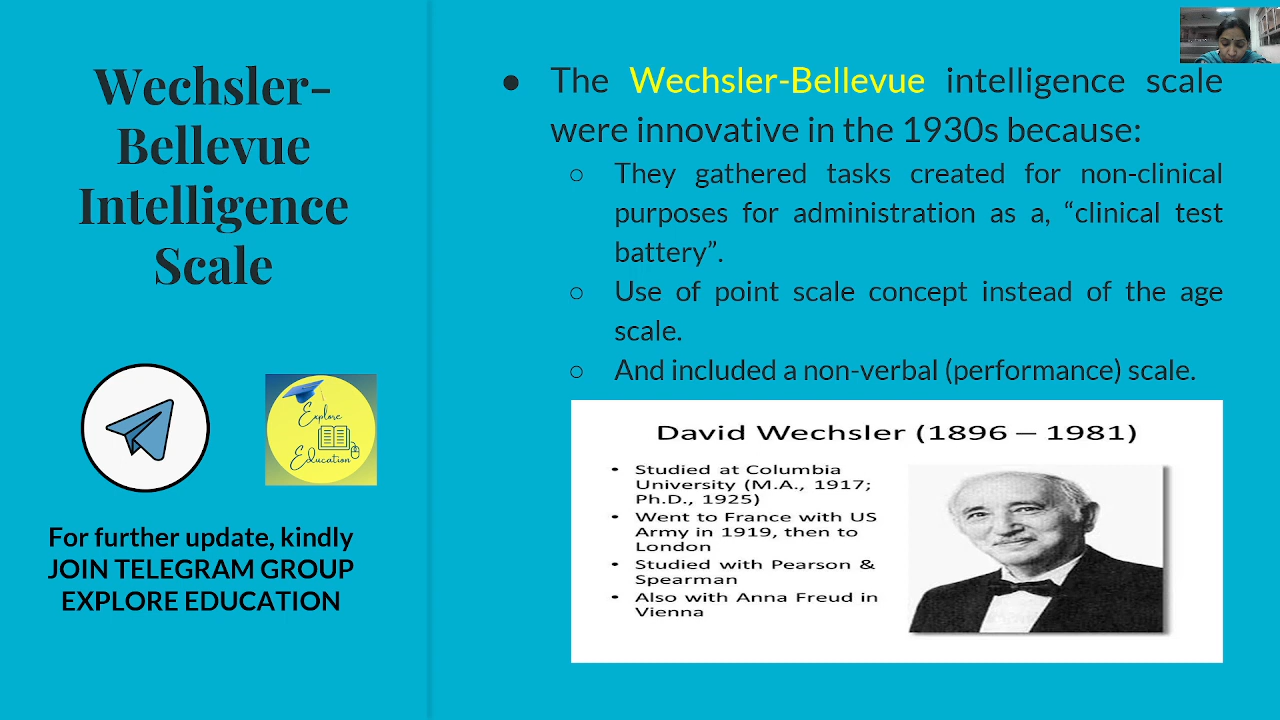 Wechsler-
Bellevue
Intelligence
Scale
Explore
Education
For further update, kindly
JOIN TELEGRAM GROUP
EXPLORE EDUCATION
● The Wechsler-Bellevue intelligence scale
were innovative in the 1930s because:
○ They gathered tasks created for non-clinical
purposes for administration as a, “clinical test
battery”.
○ Use of point scale concept instead of the age
scale.
○ And included a non-verbal (performance) scale.
David Wechsler (1896 – 1981)
• Studied at Columbia
University (M.A., 1917;
Ph.D., 1925)
• Went to France with US
Army in 1919, then to
London
• Studied with Pearson &
Spearman
• Also with Anna Freud in
Vienna